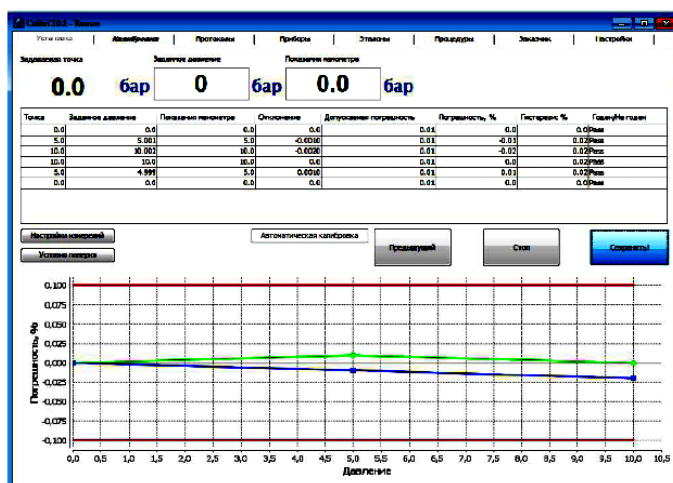 Calibri301 - Raman
Установка Калибровка Протоколы Приборы Эталоны Процедуры Заказчик Настройки
Задаваемая точка Заданное давление Показания манометра
0.0 бар 0 бар 0.0 бар
Точка Заданное давление Показания манометра Отклонение Допускаемая погрешность Погрешность, % Гистерезис % Годен/Не годен
0.0 0.0 0.0 0.0 0.01 0.0 0.0 Pass
5.0 5.001 5.0 -0.0010 0.01 -0.01 0.02 Pass
10.0 10.002 10.0 -0.0020 0.01 -0.02 0.02 Pass
10.0 10.0 10.0 0.0 0.01 0.0 0.02 Pass
5.0 4.999 5.0 0.0010 0.01 0.01 0.02 Pass
0.0 0.0 0.0 0.0 0.01 0.0 0.0 Pass
Настройки измерений Автоматическая калибровка Предыдущий Стоп Сохранить!
Условия поверки
0,100
0,075
0,050
0,025
0,000
-0,025
-0,050
-0,075
-0,100
Погрешность, %
0,0 0,5 1,0 1,5 2,0 2,5 3,0 3,5 4,0 4,5 5,0 5,5 6,0 6,5 7,0 7,5 8,0 8,5 9,0 9,5 10,0 10,5
Давление